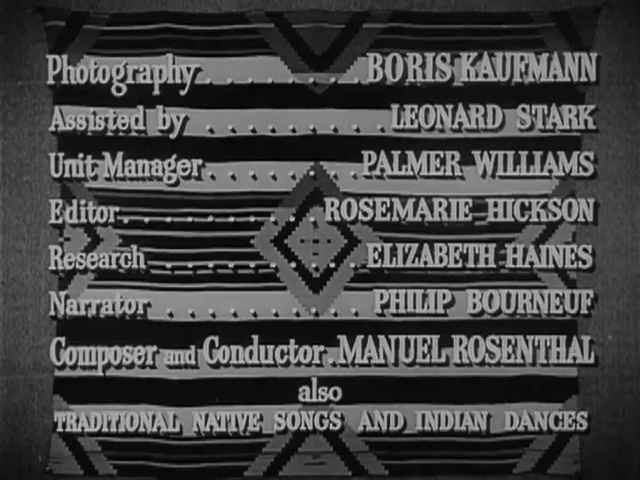 Photography........BORIS KAUFMANN
Assisted by ........LEONARD STARK
Unit Manager.......PALMER WILLIAMS
Editor.........ROSEMARIE HICKSON
Research ..........ELIZABETH HAINES
Narrator ..........PHILIP BOURNEUF
Composer and Conductor.MANUEL ROSENTHAL
also
TRADITIONAL NATIVE SONGS AND INDIAN DANCES